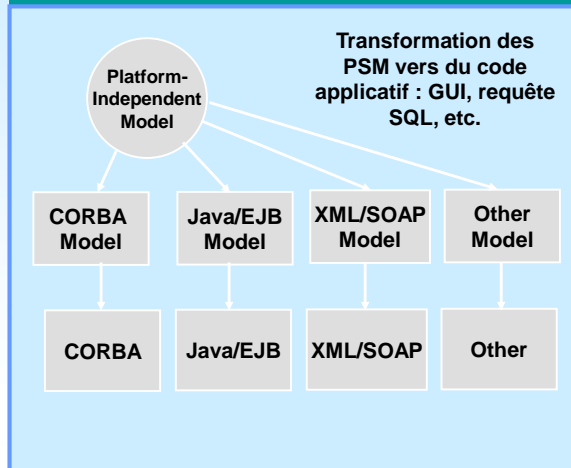 Transformation des
PSM vers du code
applicatif : GUI, requête
SQL, etc.
Platform-
Independent
Model
CORBA
Model
Java/EJB
Model
XML/SOAP
Model
Other
Model
CORBA
Java/EJB
XML/SOAP
Other